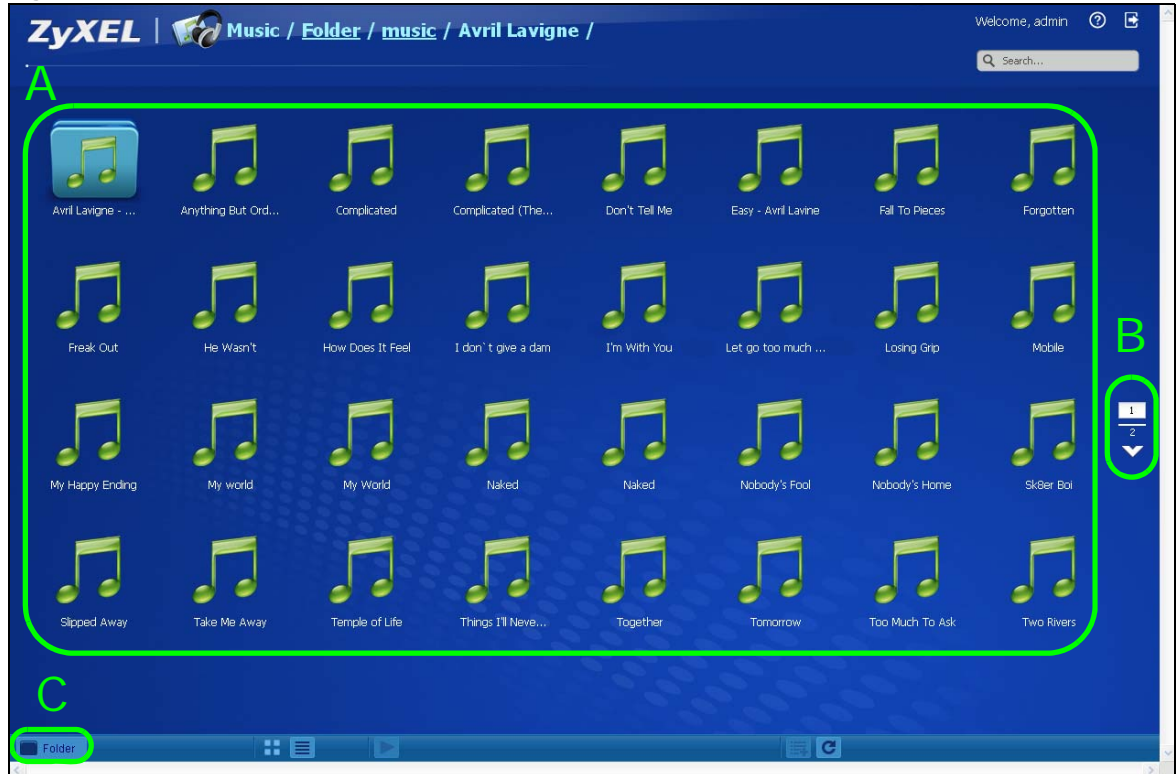 ZyXEL | Music / Folder / music / Avril Lavigne /
Welcome, admin
Search...
A
Avril Lavigne - ...
Anything But Ord...
Complicated
Complicated (The...
Don't Tell Me
Easy - Avril Lavine
Fall To Pieces
Forgotten
Freak Out
He Wasn't
How Does It Feel
I don`t give a dam
I'm With You
Let go too much ...
Losing Grip
Mobile
B
1
2
My Happy Ending
My world
My World
Naked
Naked
Nobody's Fool
Nobody's Home
Sk8er Boi
Slipped Away
Take Me Away
Temple of Life
Things I'll Neve...
Together
Tomorrow
Too Much To Ask
Two Rivers
C
Folder